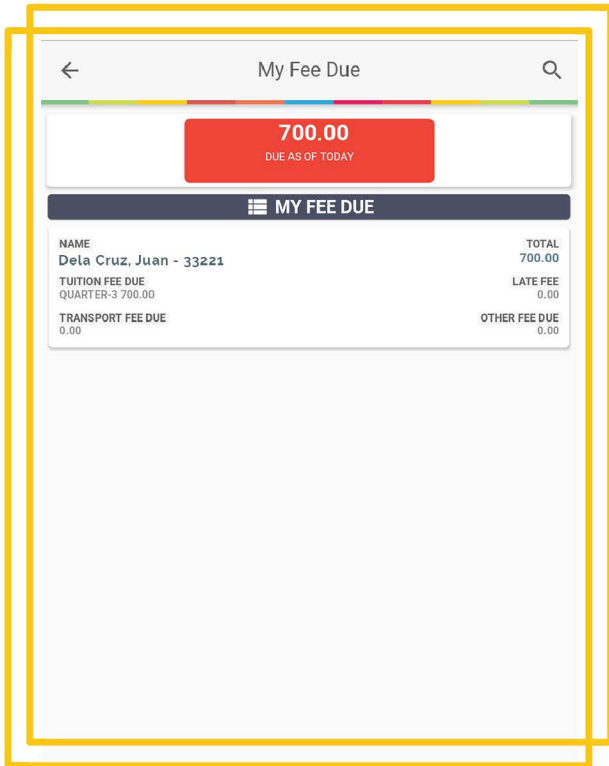 My Fee Due
700.00
DUE AS OF TODAY
MY FEE DUE
NAME
Dela Cruz, Juan - 33221
TOTAL
700.00
TUITION FEE DUE
QUARTER-3 700.00
LATE FEE
0.00
TRANSPORT FEE DUE
0.00
OTHER FEE DUE
0.00